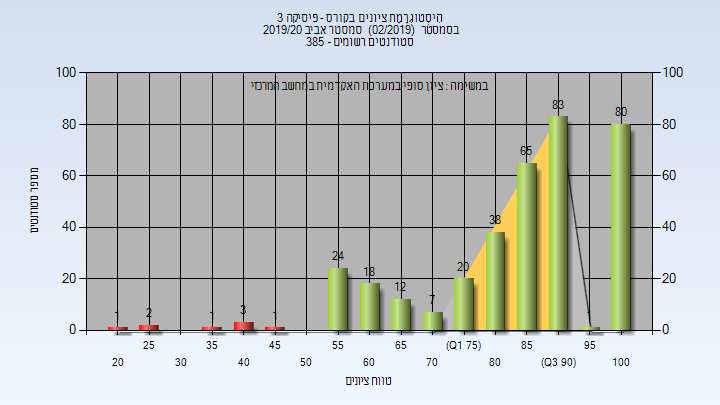 היסטוגרמת ציונים בקורס - פיסיקה 3
בסמסטר (02/2019) סמסטר אביב 2019/20
סטודנטים רשומים - 385
במשימה : ציון סופי במערכת האקדמית במחשב המרכזי
100 100
83
80 80 80
65
60 60
מספר סטודנטים
38
40 40
24
20 18 20 20
12
7
1 2 1 3 1 1
0 0
25 35 45 55 65 (Q1 75) 85 95
20 30 40 50 60 70 80 (Q3 90) 100
טווח ציונים